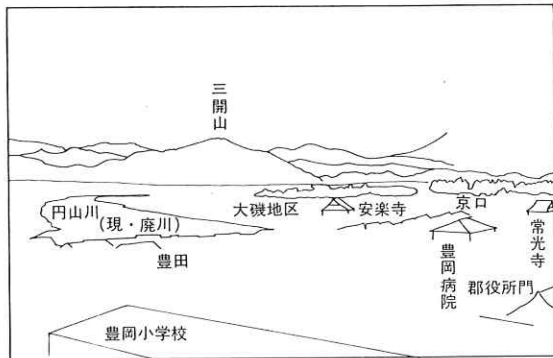 三開山
円山川
(現・廃川)
大磯地区
安楽寺
京口
常光寺
豊田
豊岡病院
郡役所門
豊岡小学校